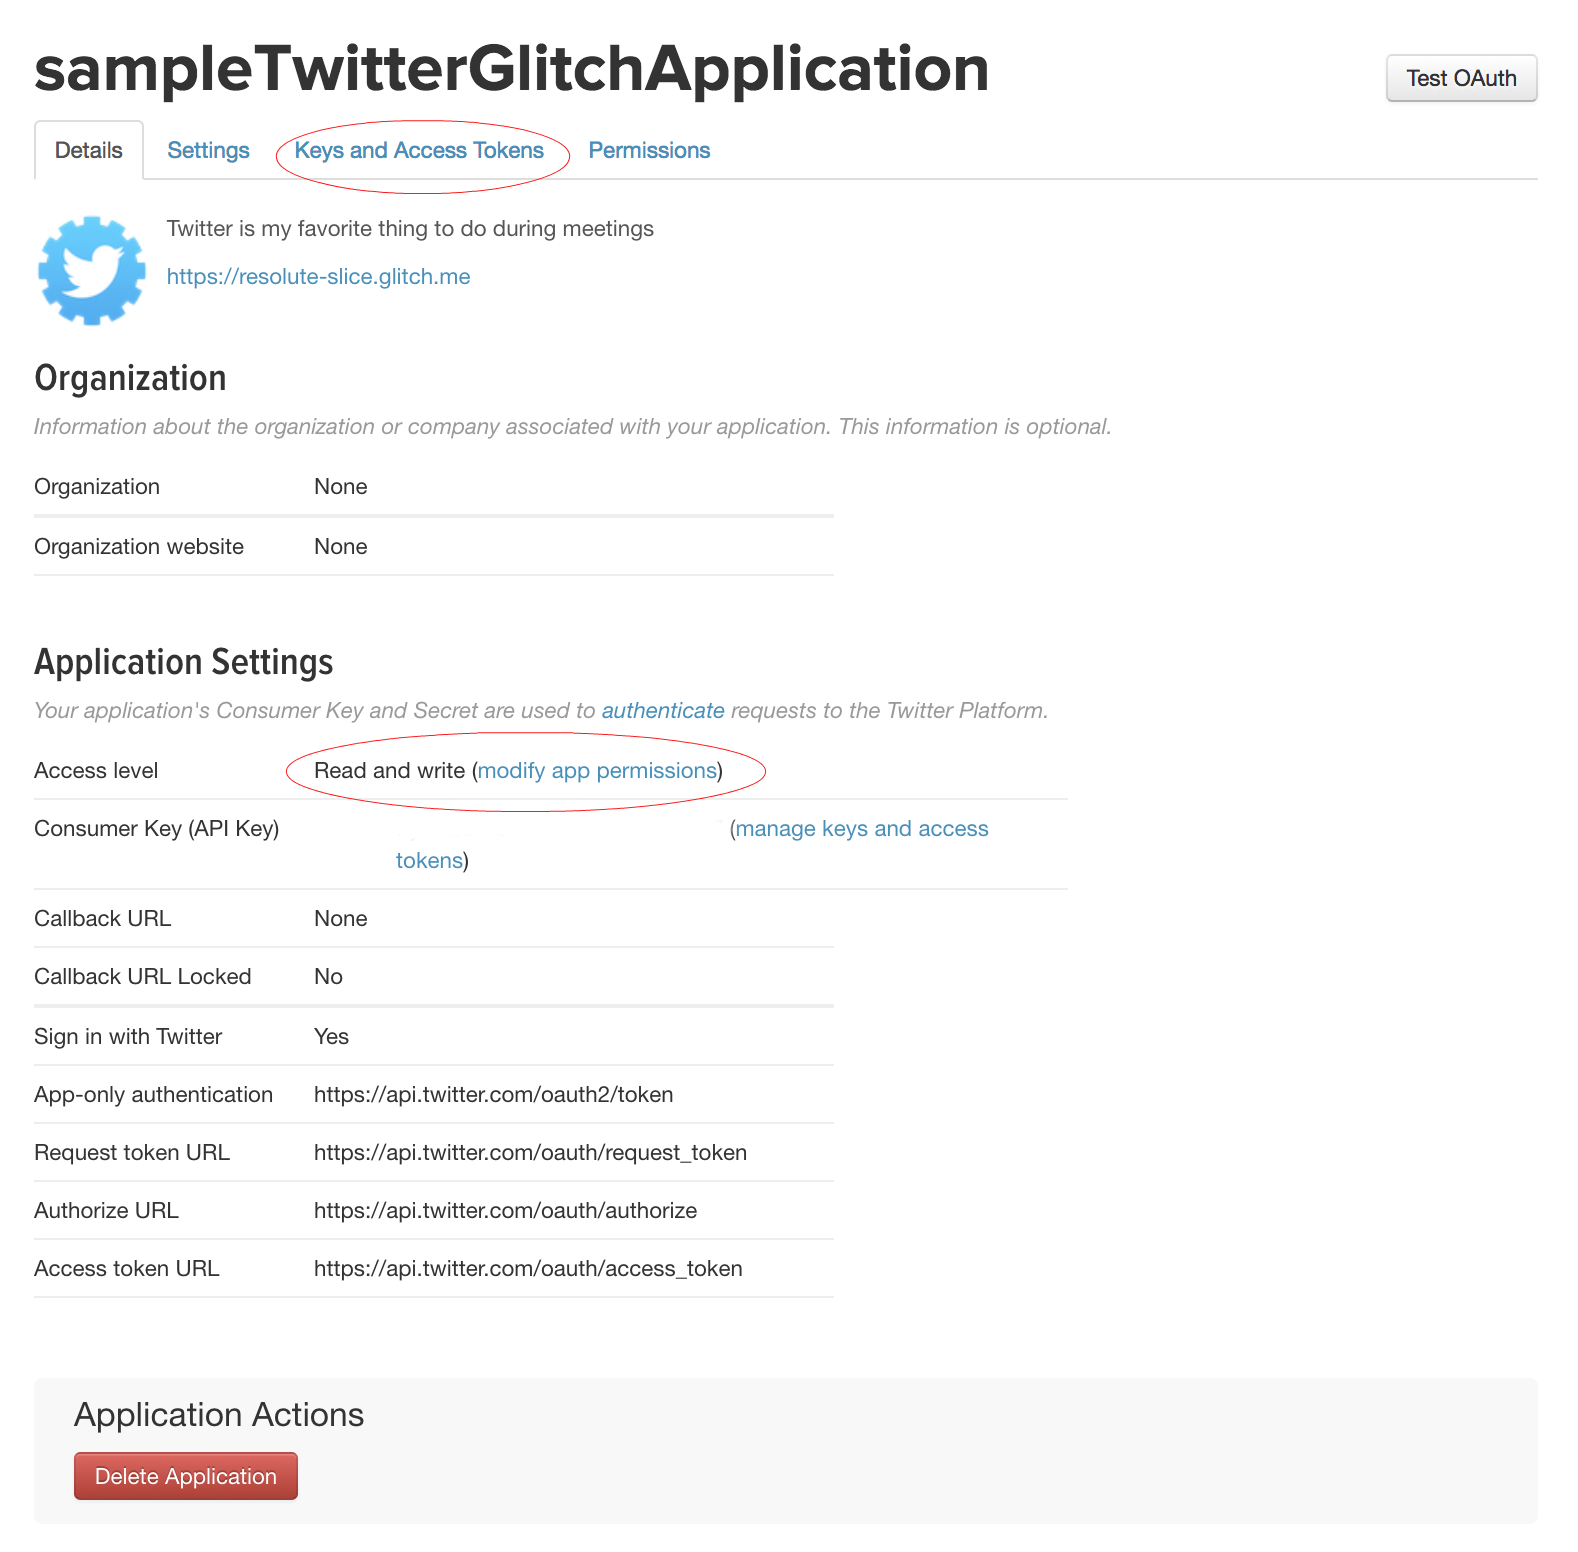 sampleTwitterGlitchApplication
Test OAuth
Details Settings Keys and Access Tokens Permissions
Twitter is my favorite thing to do during meetings
https://resolute-slice.glitch.me
Organization
Information about the organization or company associated with your application. This information is optional.
Organization None
Organization website None
Application Settings
Your application's Consumer Key and Secret are used to authenticate requests to the Twitter Platform.
Access level Read and write (modify app permissions)
Consumer Key (API Key) (manage keys and access
tokens)
Callback URL None
Callback URL Locked No
Sign in with Twitter Yes
App-only authentication https://api.twitter.com/oauth2/token
Request token URL https://api.twitter.com/oauth/request_token
Authorize URL https://api.twitter.com/oauth/authorize
Access token URL https://api.twitter.com/oauth/access_token
Application Actions
Delete Application